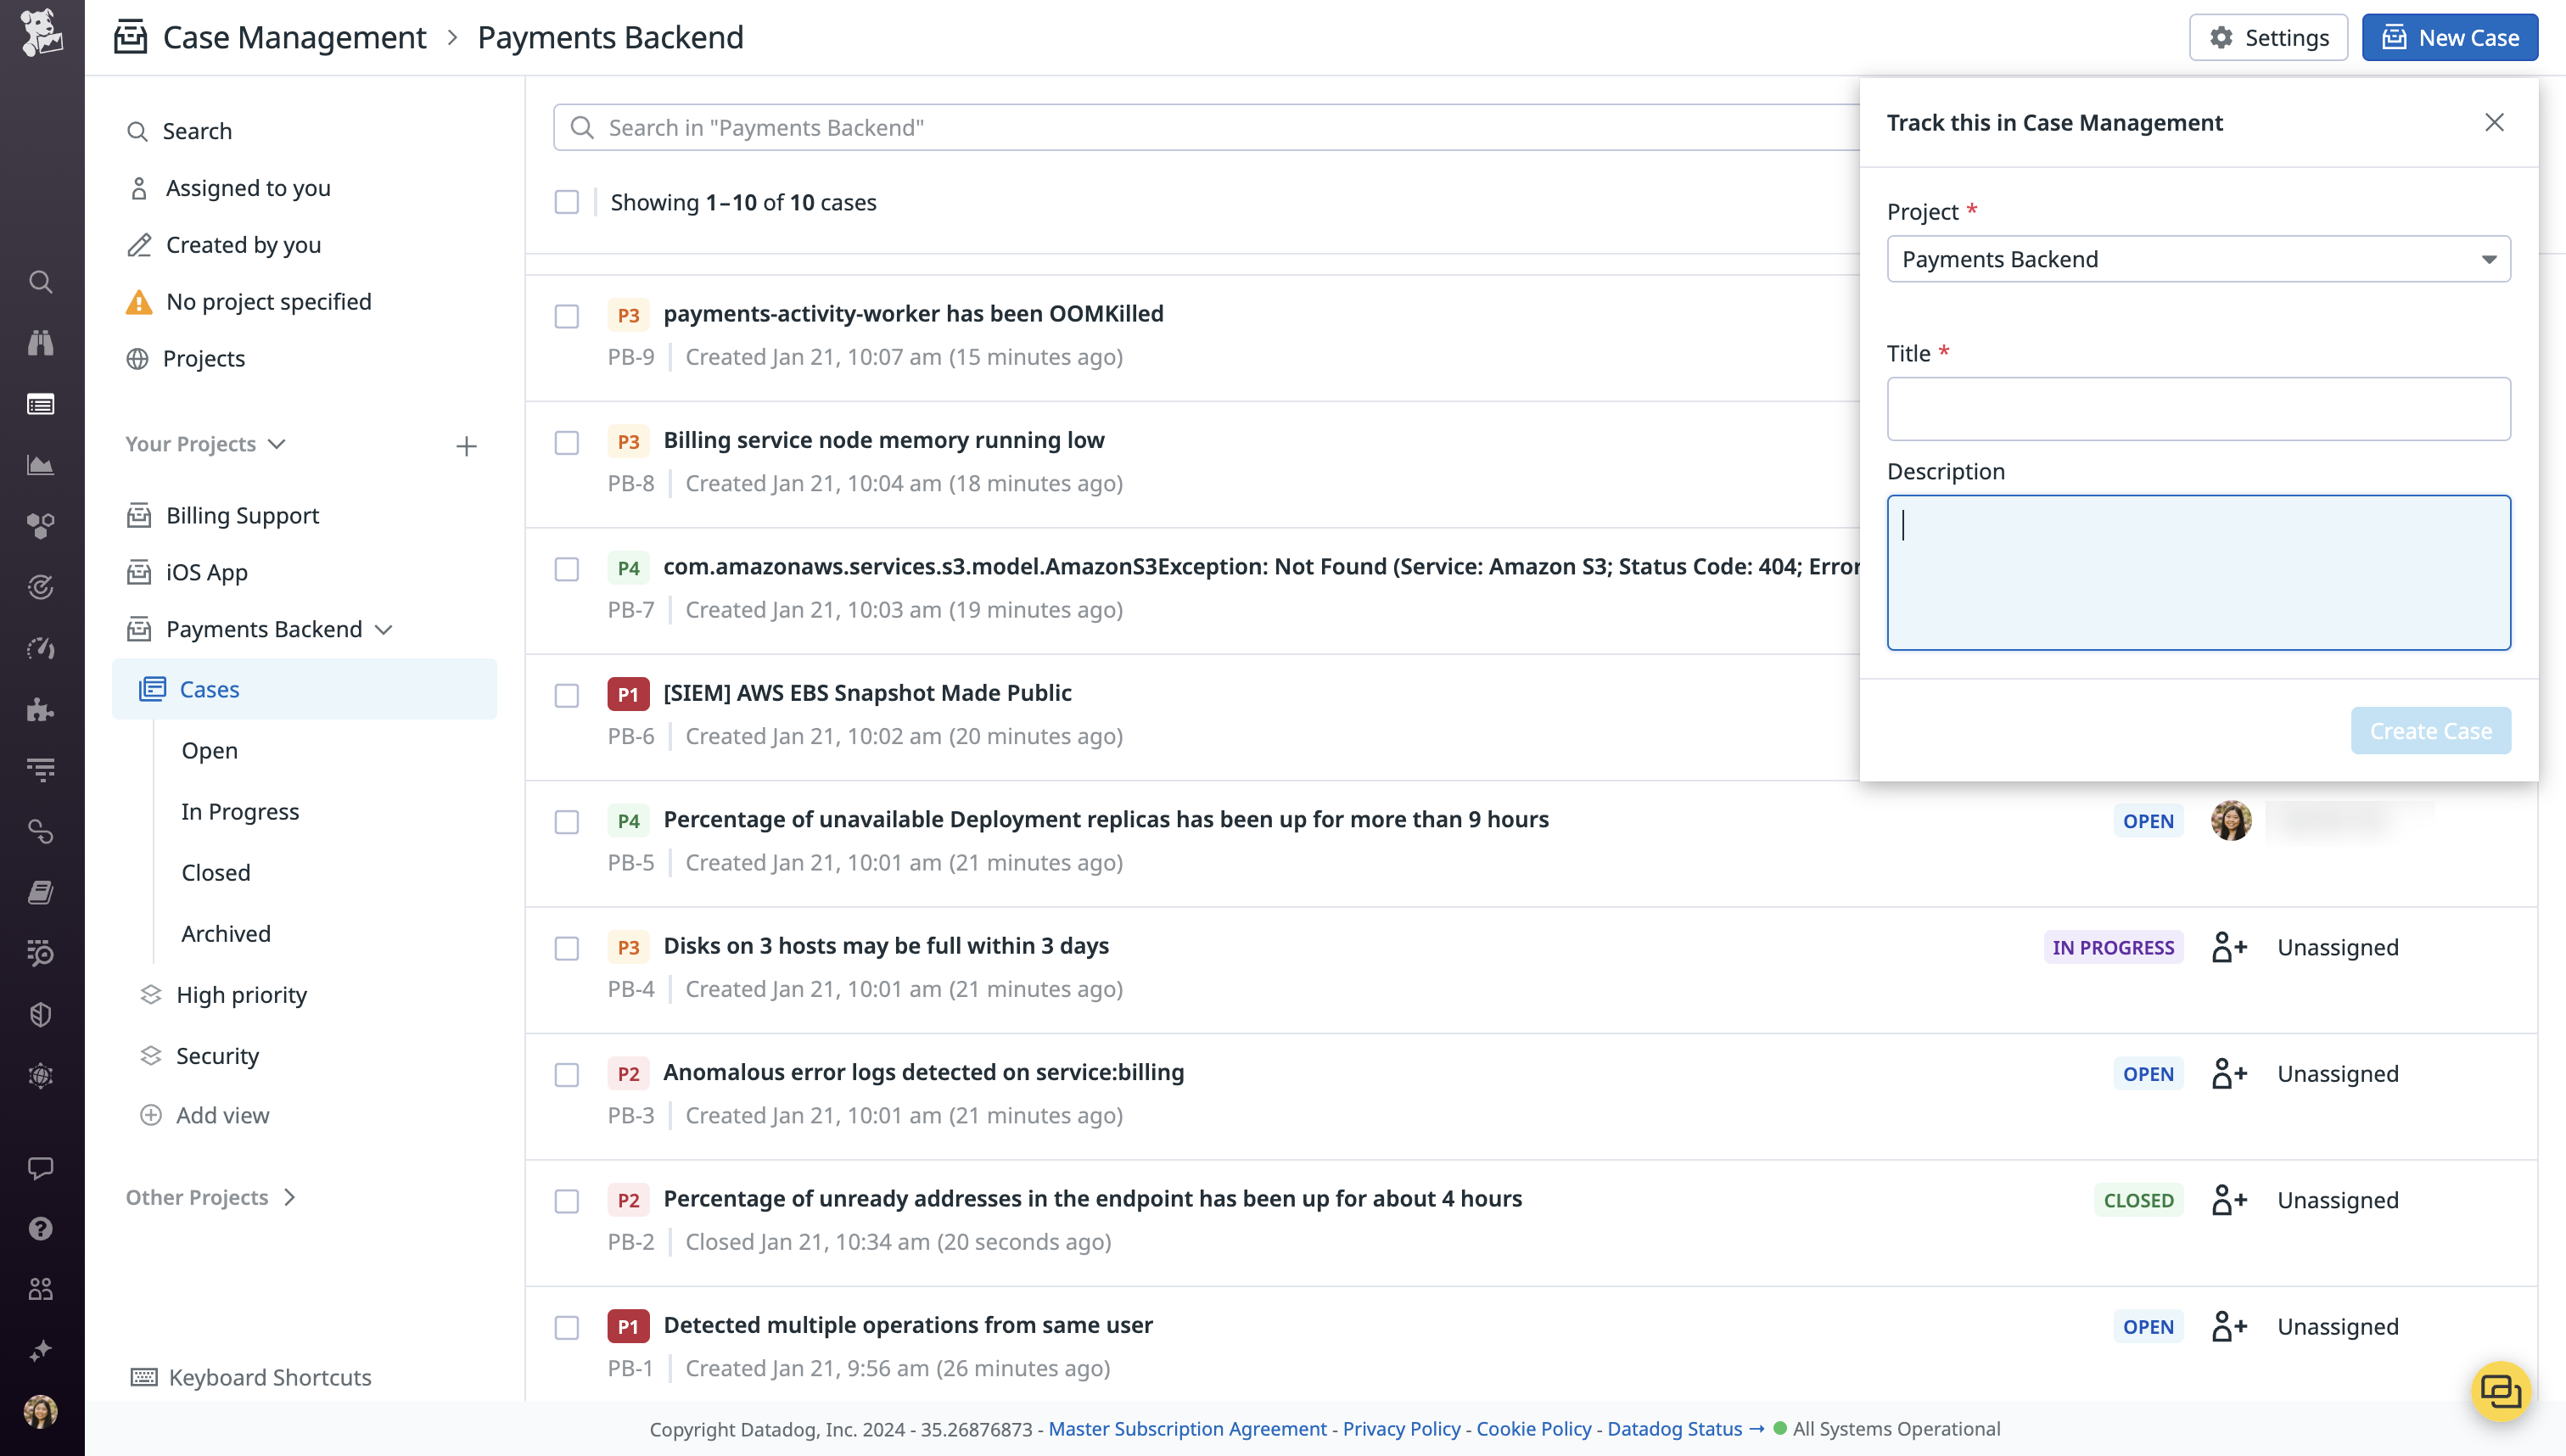 Case Management > Payments Backend
Settings
New Case
Search
Assigned to you
Created by you
No project specified
Projects
Your Projects
Billing Support
iOS App
Payments Backend
Cases
Open
In Progress
Closed
Archived
High priority
Security
Add view
Other Projects
Keyboard Shortcuts
Search in "Payments Backend"
Showing 1–10 of 10 cases
P3 payments-activity-worker has been OOMKilled
PB-9 Created Jan 21, 10:07 am (15 minutes ago)
P3 Billing service node memory running low
PB-8 Created Jan 21, 10:04 am (18 minutes ago)
P4 com.amazonaws.services.s3.model.AmazonS3Exception: Not Found (Service: Amazon S3; Status Code: 404; Error
PB-7 Created Jan 21, 10:03 am (19 minutes ago)
P1 [SIEM] AWS EBS Snapshot Made Public
PB-6 Created Jan 21, 10:02 am (20 minutes ago)
P4 Percentage of unavailable Deployment replicas has been up for more than 9 hours OPEN
PB-5 Created Jan 21, 10:01 am (21 minutes ago)
P3 Disks on 3 hosts may be full within 3 days IN PROGRESS Unassigned
PB-4 Created Jan 21, 10:01 am (21 minutes ago)
P2 Anomalous error logs detected on service:billing OPEN Unassigned
PB-3 Created Jan 21, 10:01 am (21 minutes ago)
P2 Percentage of unready addresses in the endpoint has been up for about 4 hours CLOSED Unassigned
PB-2 Closed Jan 21, 10:34 am (20 seconds ago)
P1 Detected multiple operations from same user OPEN Unassigned
PB-1 Created Jan 21, 9:56 am (26 minutes ago)
Track this in Case Management
Project *
Payments Backend
Title *
Description
Create Case
Copyright Datadog, Inc. 2024 - 35.26876873 - Master Subscription Agreement - Privacy Policy - Cookie Policy - Datadog Status → All Systems Operational